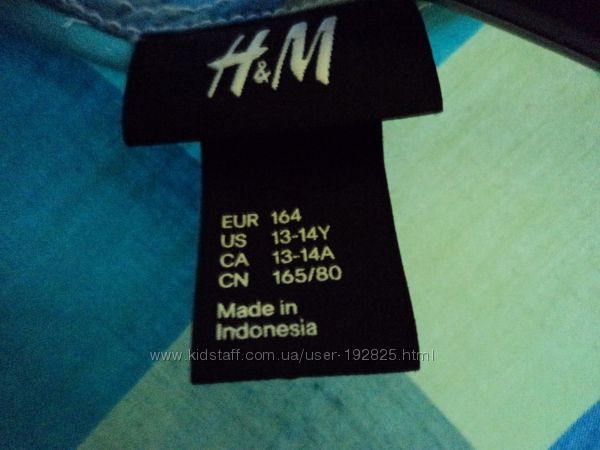 H&M
EUR 164
US 13-14Y
CA 13-14A
CN 165/80
Made in
Indonesia
www.kidstaff.com.ua/user-192825.html